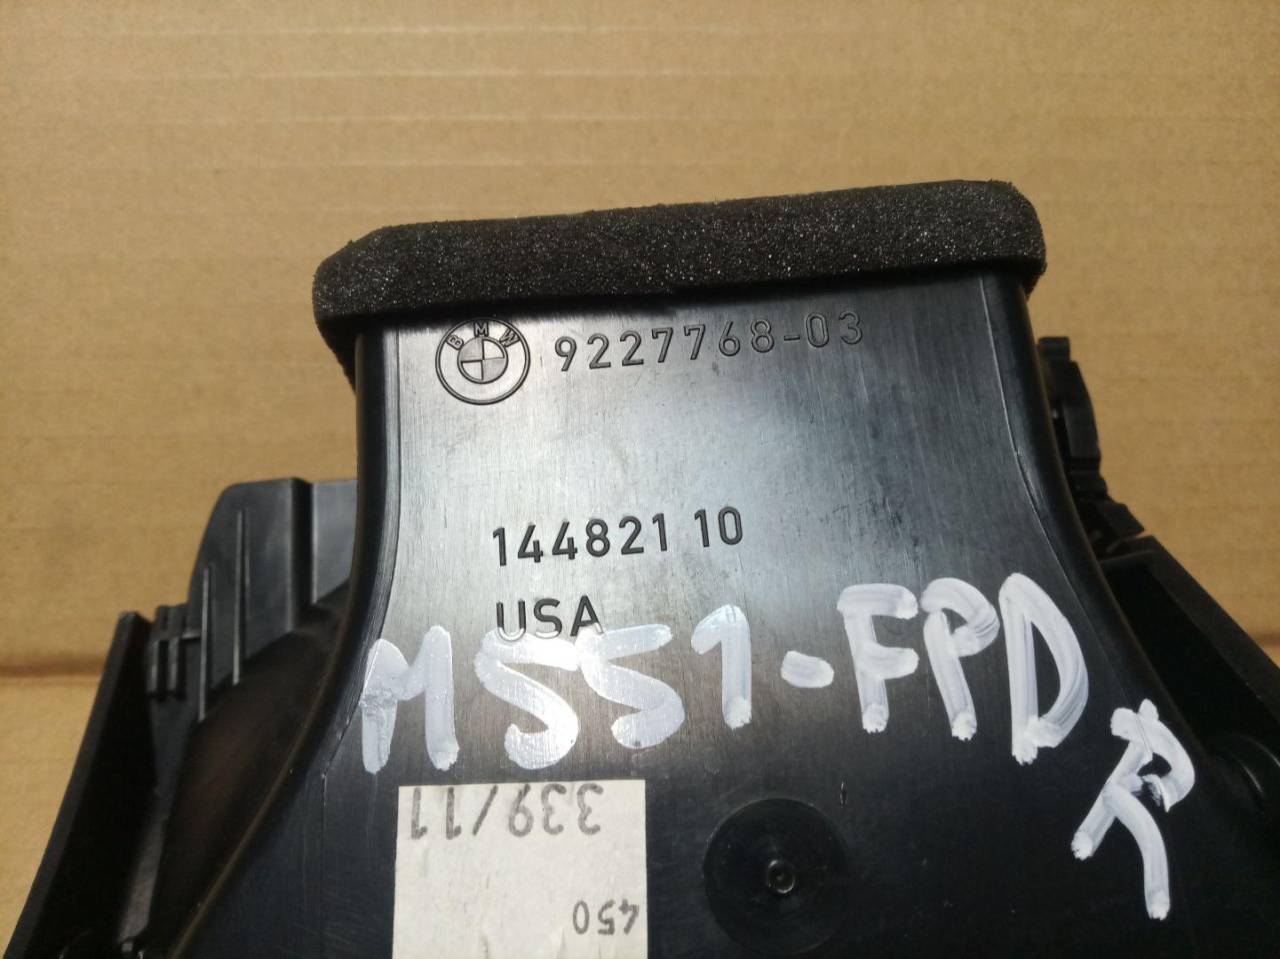 BMW 9227768-03
144821 10
USA
M551-FPD
R
339/11
450